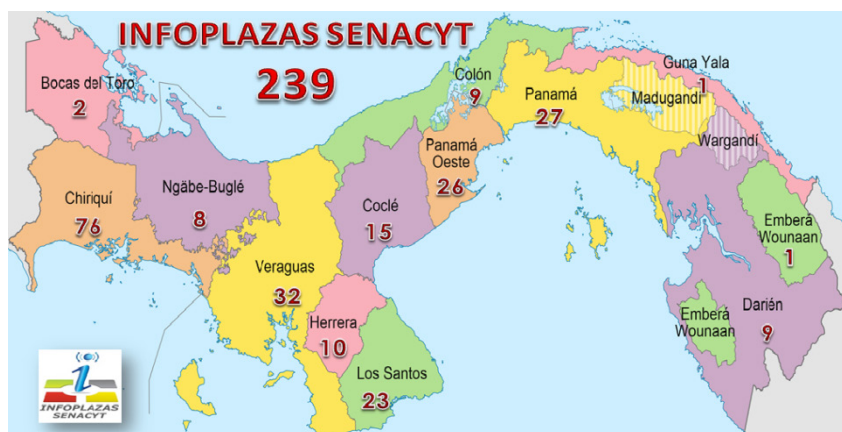 INFOPLAZAS SENACYT
239
Bocas del Toro
2
Chiriquí
76
Ngäbe-Buglé
8
Veraguas
32
Herrera
10
Los Santos
23
Coclé
15
Colón
9
Panamá
Oeste
26
Panamá
27
Guna Yala
1
Madugandí
Wargandí
Emberá
Wounaan
1
Emberá
Wounaan
Darién
9
i
INFOPLAZAS
SENACYT